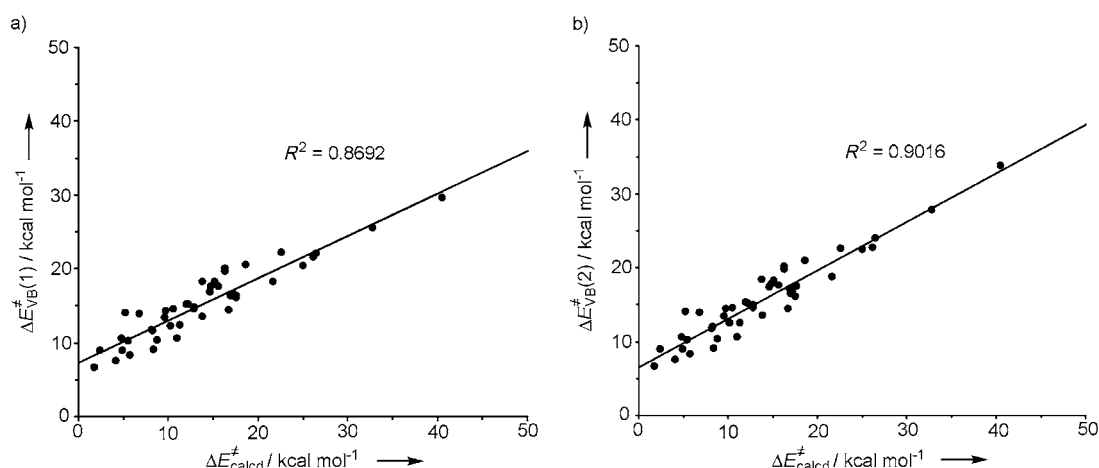 a)
50
40
30
20
10
0
ΔE≠VB(1) / kcal mol⁻¹
R² = 0.8692
0 10 20 30 40 50
ΔE≠calcd / kcal mol⁻¹
b)
50
40
30
20
10
0
ΔE≠VB(2) / kcal mol⁻¹
R² = 0.9016
0 10 20 30 40 50
ΔE≠calcd / kcal mol⁻¹